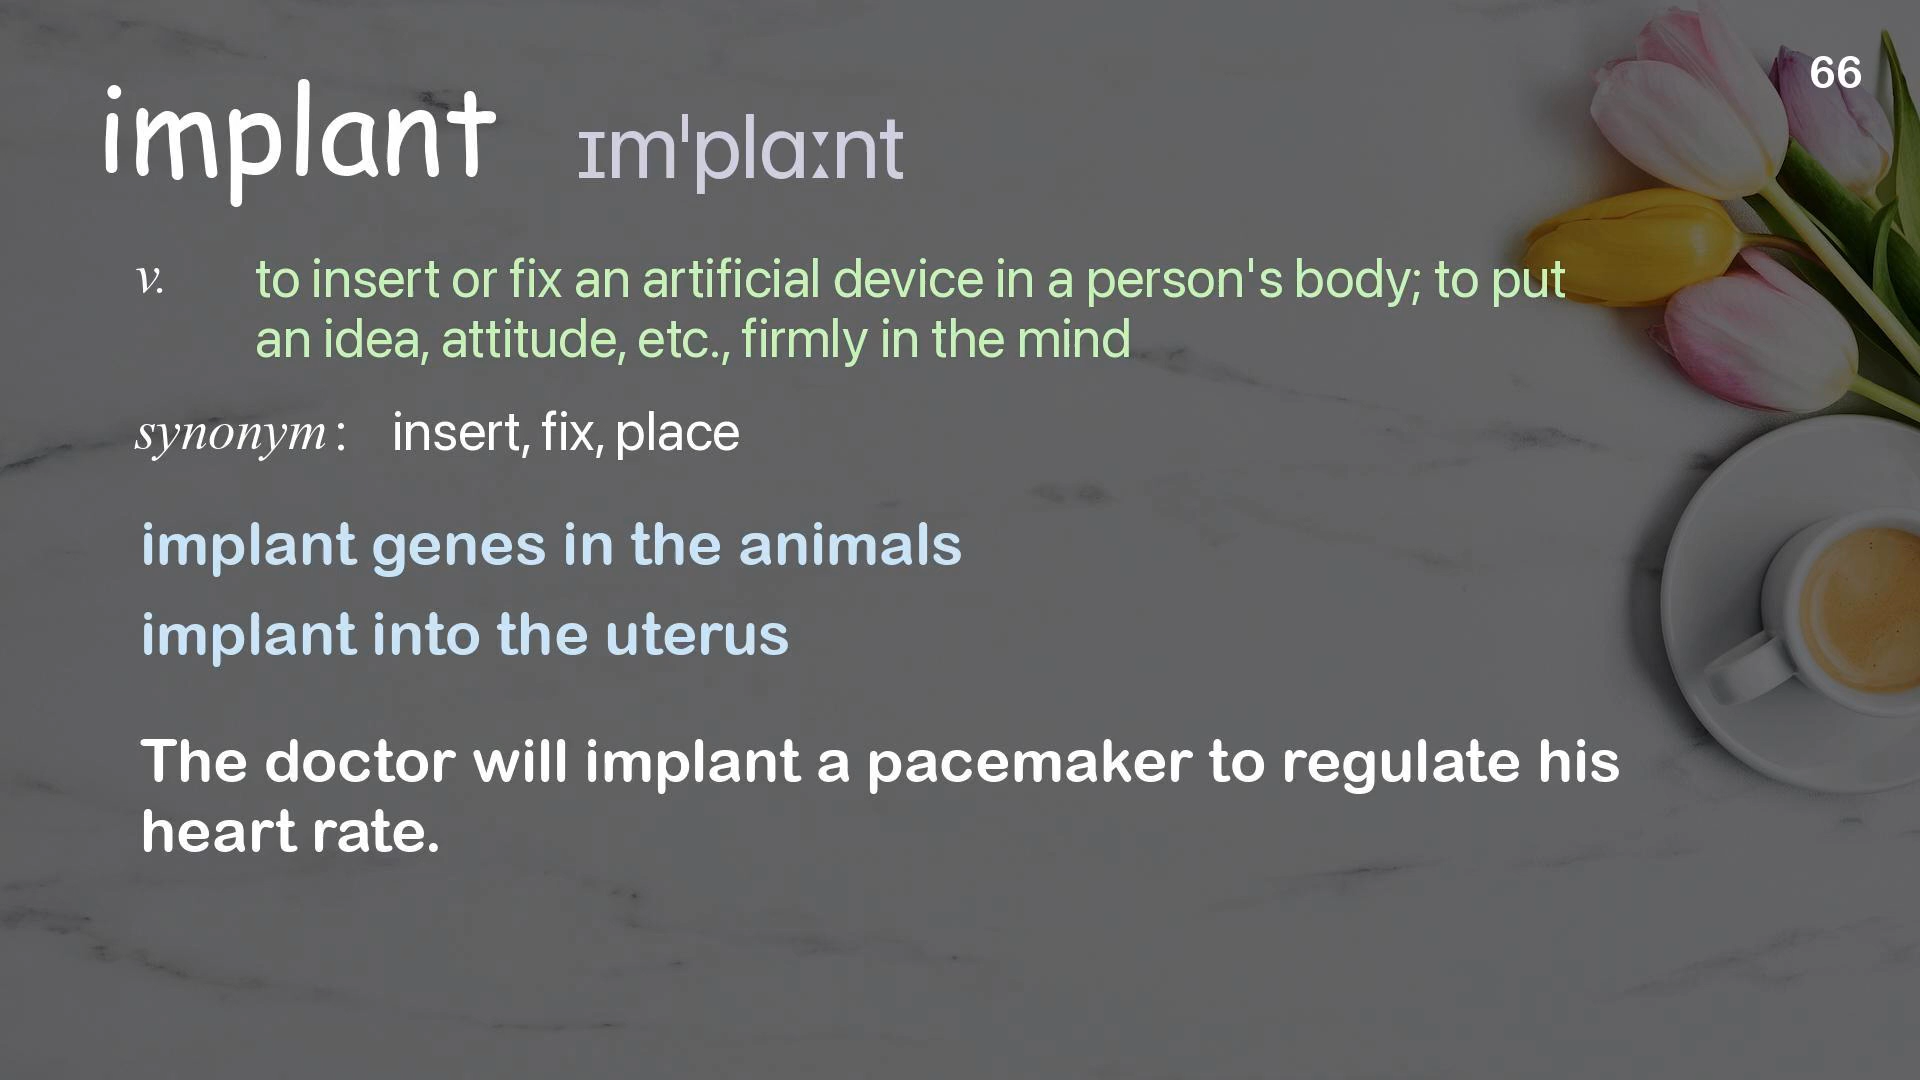 66
implant ɪmˈplɑːnt
v. to insert or fix an artificial device in a person's body; to put
an idea, attitude, etc., firmly in the mind
synonym: insert, fix, place
implant genes in the animals
implant into the uterus
The doctor will implant a pacemaker to regulate his
heart rate.